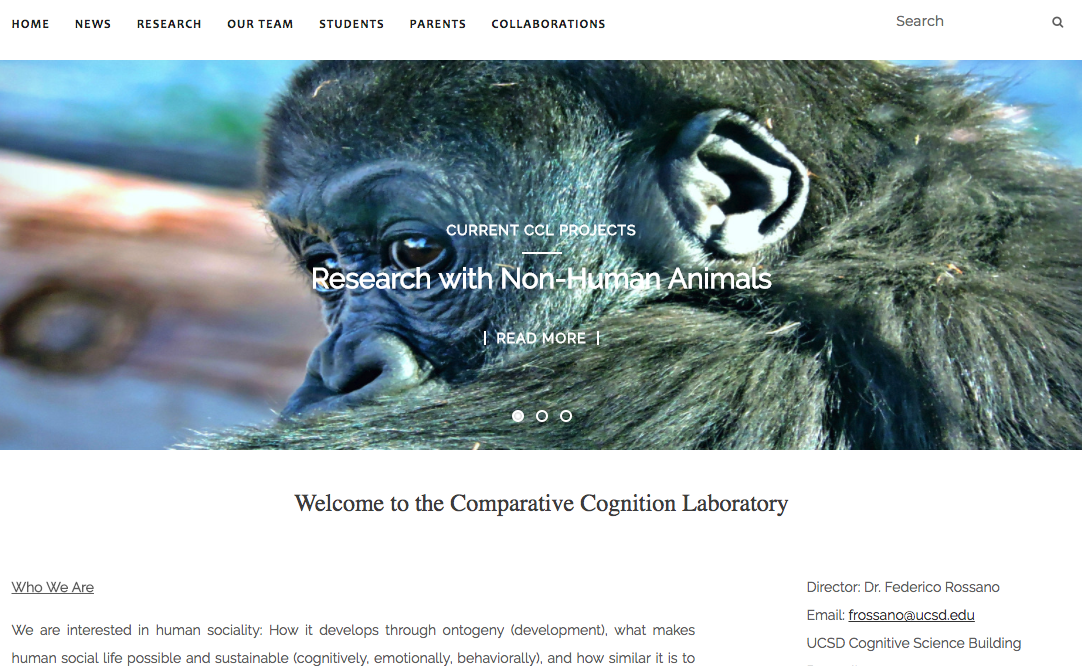 HOME NEWS RESEARCH OUR TEAM STUDENTS PARENTS COLLABORATIONS Search
CURRENT CCL PROJECTS
Research with Non-Human Animals
| READ MORE |
Welcome to the Comparative Cognition Laboratory
Who We Are
We are interested in human sociality: How it develops through ontogeny (development), what makes
human social life possible and sustainable (cognitively, emotionally, behaviorally), and how similar it is to
Director: Dr. Federico Rossano
Email: frossano@ucsd.edu
UCSD Cognitive Science Building